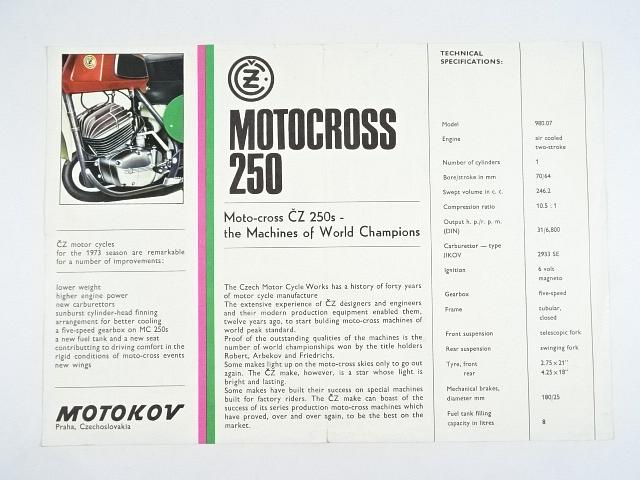 ČZ motor cycles
for the 1973 season are remarkable
for a number of improvements:
lower weight
higher engine power
new carburettors
sunburst cylinder-head finning
arrangement for better cooling
a five-speed gearbox on MC 250s
a new fuel tank and a new seat
contributting to driving comfort in the
rigid conditions of moto-cross events
new wings
MOTOKOV
Praha, Czechoslovakia
ČZ
MOTOCROSS
250
Moto-cross ČZ 250s -
the Machines of World Champions
The Czech Motor Cycle Works has a history of forty years
of motor cycle manufacture
The extensive experience of ČZ designers and engineers
and their modern production equipment enabled them,
twelve years ago, to start bulding moto-cross machines of
world peak standard.
Proof of the outstanding qualities of the machines is the
number of world championships won by the title holders
Robert, Arbekov and Friedrichs.
Some makes light up on the moto-cross skies only to go out
again. The ČZ make, however, is a star whose light is
bright and lasting.
Some makes have built their success on special machines
built for factory riders. The ČZ make can boast of the
success of its series production moto-cross machines which
have proved, over and over again, to be the best on the
market.
TECHNICAL
SPECIFICATIONS:
Model 980.07
Engine air cooled
two-stroke
Number of cylinders 1
Bore/stroke in mm 70/64
Swept volume in c. c. 246.2
Compression ratio 10.5 : 1
Output h. p./r. p. m.
(DIN) 31/6,800
Carburettor — type
JIKOV 2933 SE
Ignition 6 volt
magneto
Gearbox five-speed
Frame tubular,
closed
Front suspension telescopic fork
Rear suspension swinging fork
Tyre, front 2.75 x 21"
rear 4.25 x 18"
Mechanical brakes,
diameter mm 180/25
Fuel tank filling
capacity in litres 8